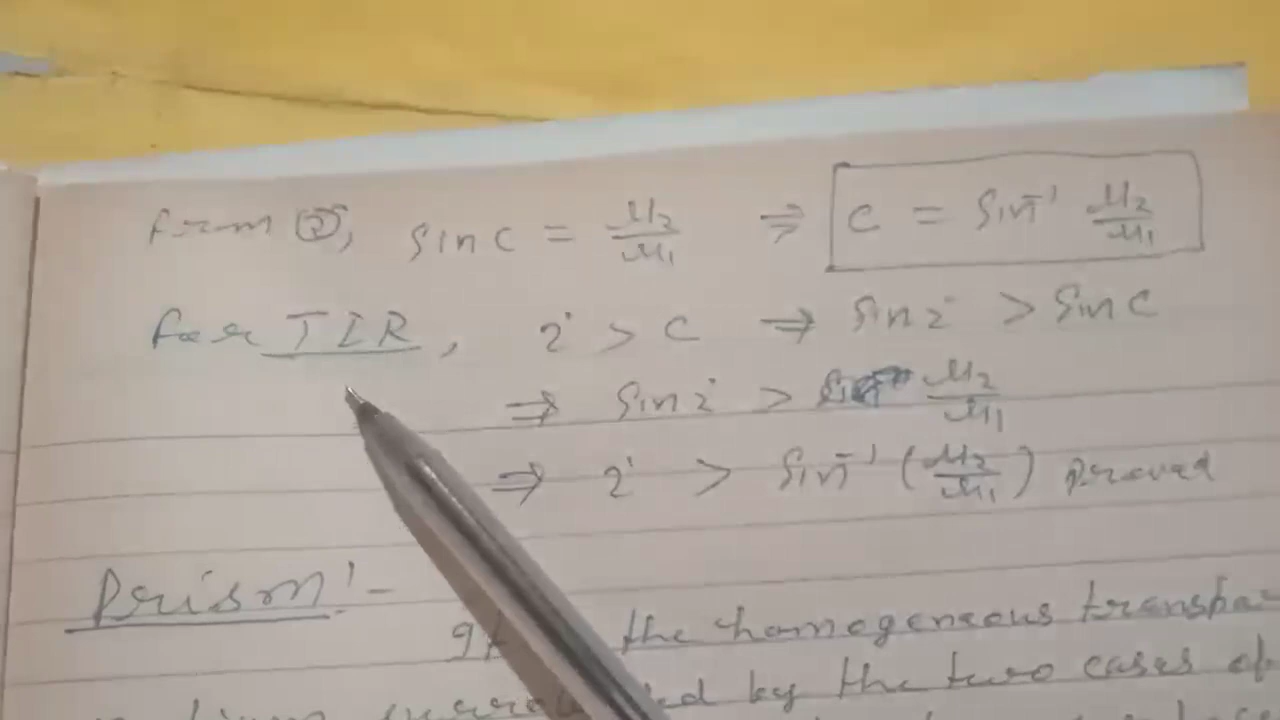 from ②, sin c = μ₂/μ₁ ⇒ c = sin⁻¹ μ₂/μ₁
for TIR, i > c ⇒ sin i > sin c
⇒ sin i > μ₂/μ₁
⇒ i > sin⁻¹ (μ₂/μ₁) proved
Prism:-
It the homogeneous transpa
by the two cases of